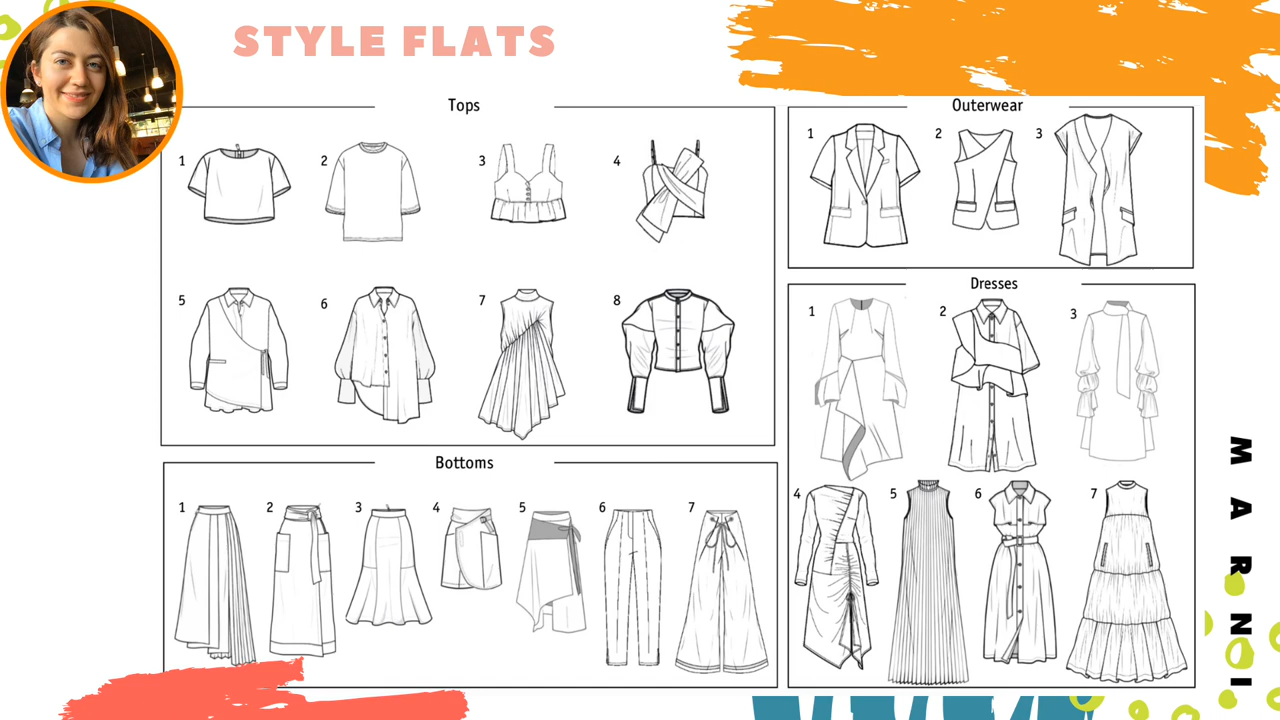 STYLE FLATS
Tops
1 2 3 4
5 6 7 8
Bottoms
1 2 3 4 5 6 7
Outerwear
1 2 3
Dresses
1 2 3
4 5 6 7
MARNI